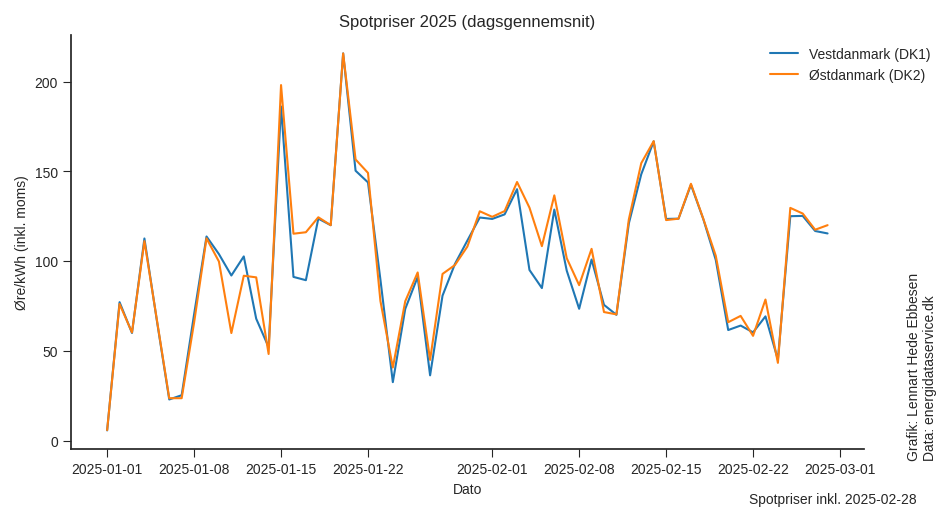 Spotpriser 2025 (dagsgennemsnit)
Vestdanmark (DK1)
Østdanmark (DK2)
Øre/kWh (inkl. moms)
200
150
100
50
0
2025-01-01
2025-01-08
2025-01-15
2025-01-22
2025-02-01
2025-02-08
2025-02-15
2025-02-22
2025-03-01
Dato
Grafik: Lennart Hede Ebbesen
Data: energidataservice.dk
Spotpriser inkl. 2025-02-28